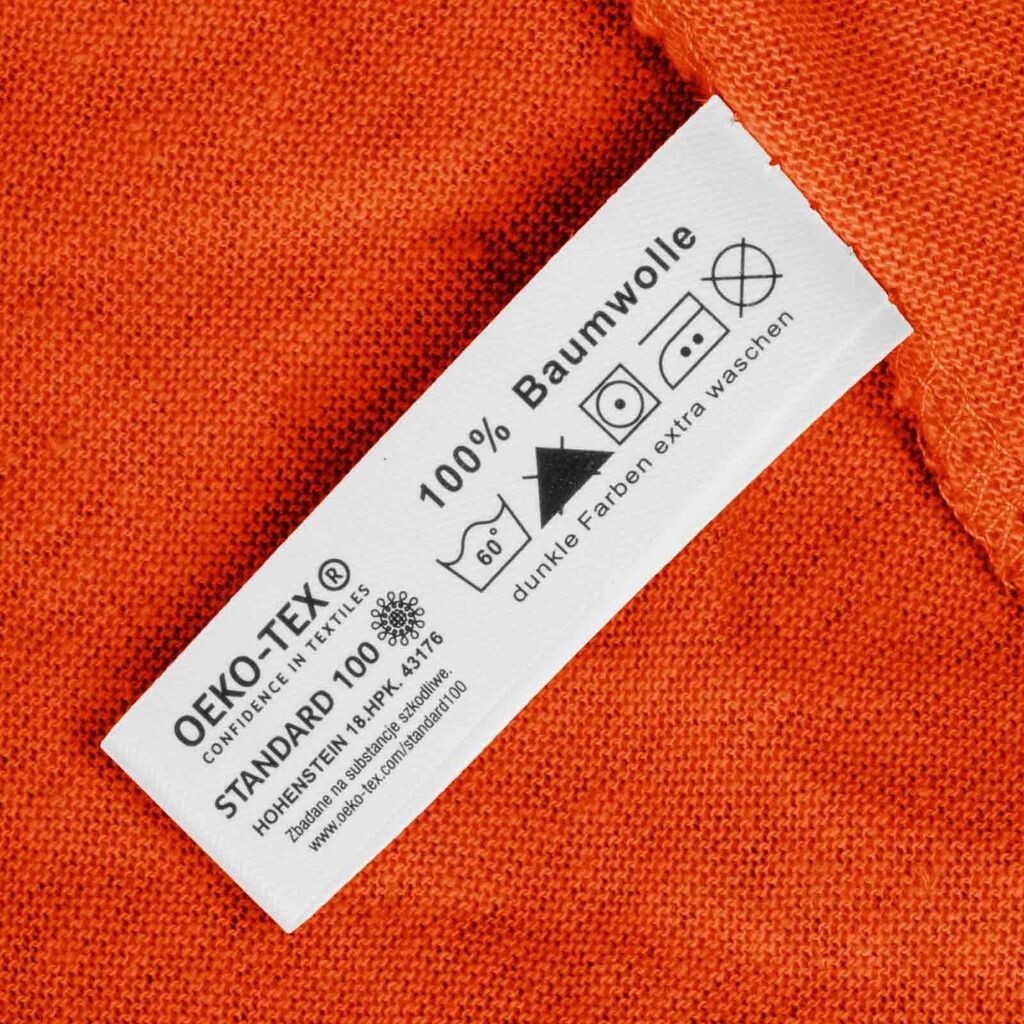 100% Baumwolle
60°
dunkle Farben extra waschen
OEKO-TEX®
CONFIDENCE IN TEXTILES
STANDARD 100
HOHENSTEIN 18.HPK. 43176
Zbadane na substancje szkodliwe.
www.oeko-tex.com/standard100